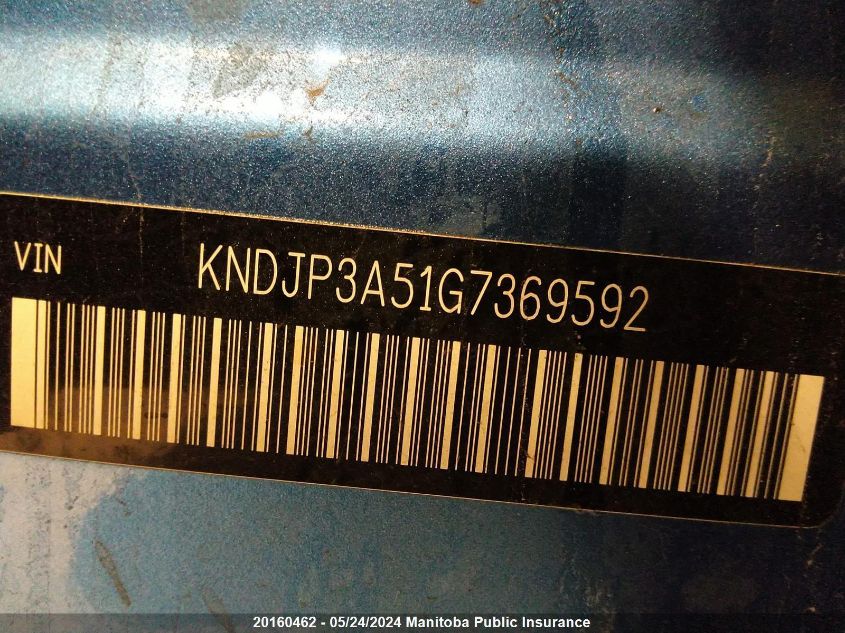 VIN KNDJP3A51G7369592
20160462 - 05/24/2024 Manitoba Public Insurance